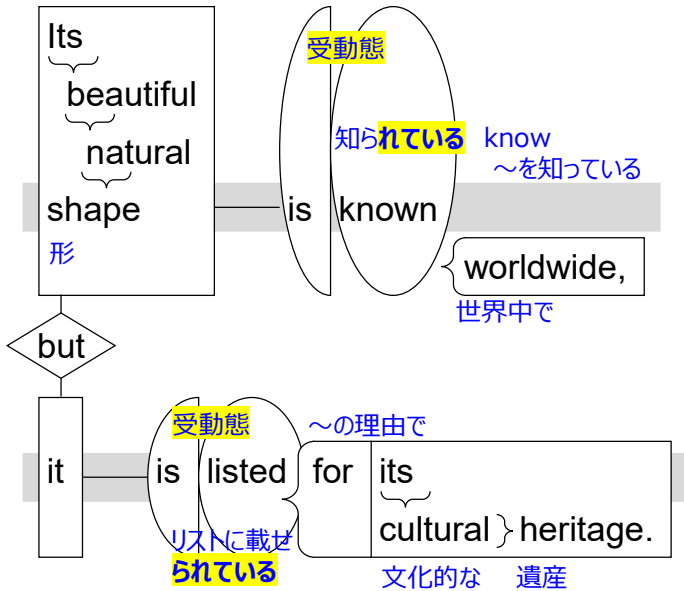 Its
受動態
beautiful
知られている know
natural
～を知っている
shape is known
形
worldwide,
世界中で
but
受動態 ～の理由で
it is listed for its
リストに載せ cultural heritage.
られている
文化的な 遺産